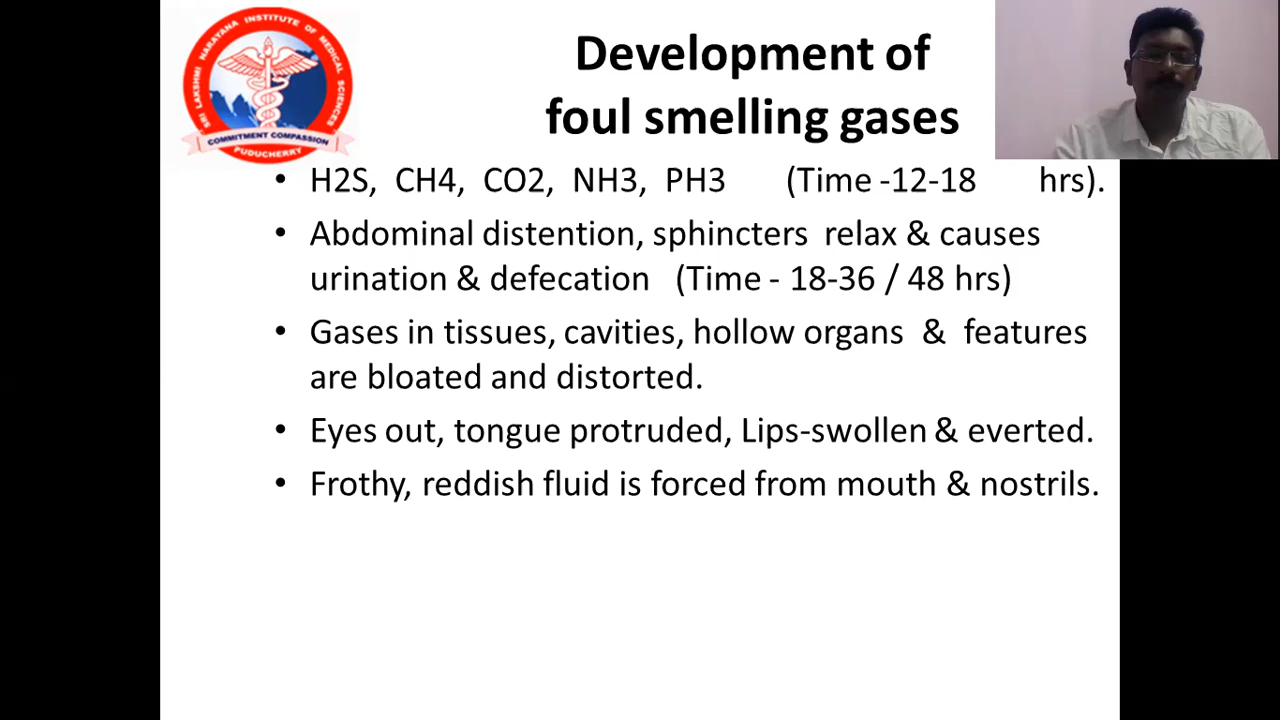 SRI LAKSHMI NARAYANA INSTITUTE OF MEDICAL SCIENCES
COMMITMENT COMPASSION
PUDUCHERRY
Development of
foul smelling gases
• H2S, CH4, CO2, NH3, PH3 (Time -12-18 hrs).
• Abdominal distention, sphincters relax & causes
urination & defecation (Time - 18-36 / 48 hrs)
• Gases in tissues, cavities, hollow organs & features
are bloated and distorted.
• Eyes out, tongue protruded, Lips-swollen & everted.
• Frothy, reddish fluid is forced from mouth & nostrils.